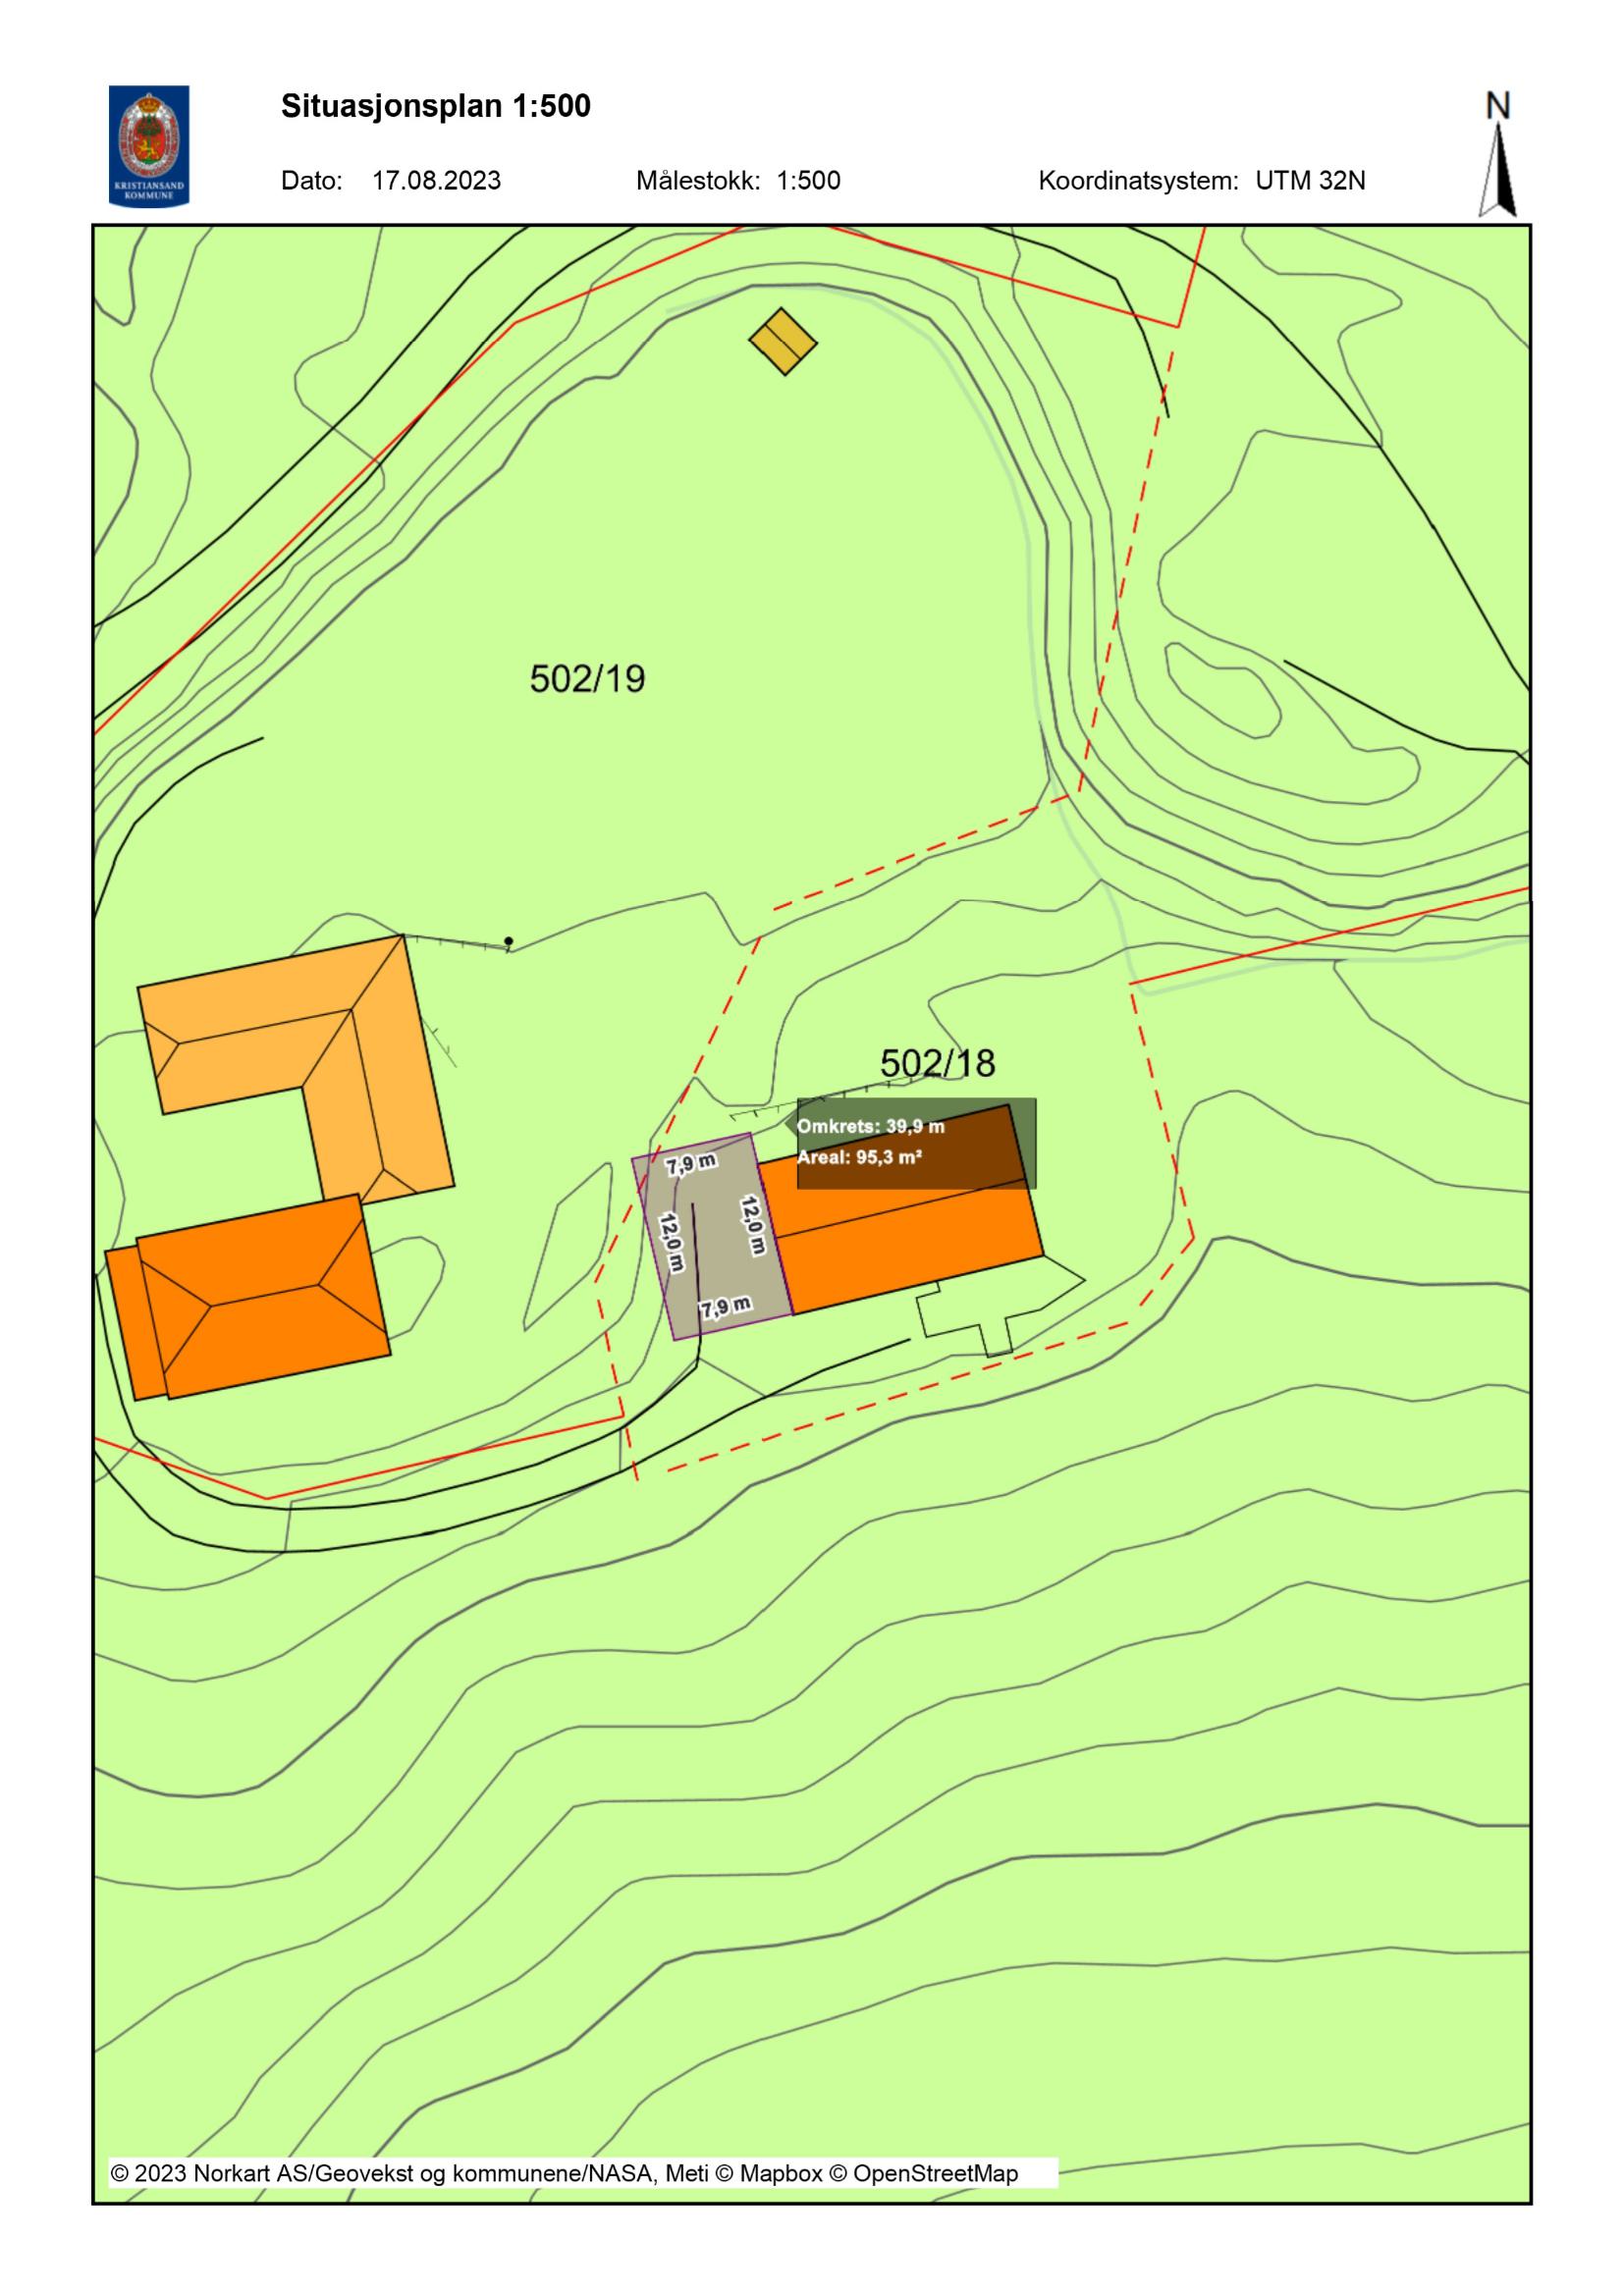 KRISTIANSAND
KOMMUNE
Situasjonsplan 1:500
Dato: 17.08.2023 Målestokk: 1:500 Koordinatsystem: UTM 32N
N
502/19
502/18
Omkrets: 39,9 m
Areal: 95,3 m²
7,9 m
12,0 m
12,0 m
7,9 m
© 2023 Norkart AS/Geovekst og kommunene/NASA, Meti © Mapbox © OpenStreetMap